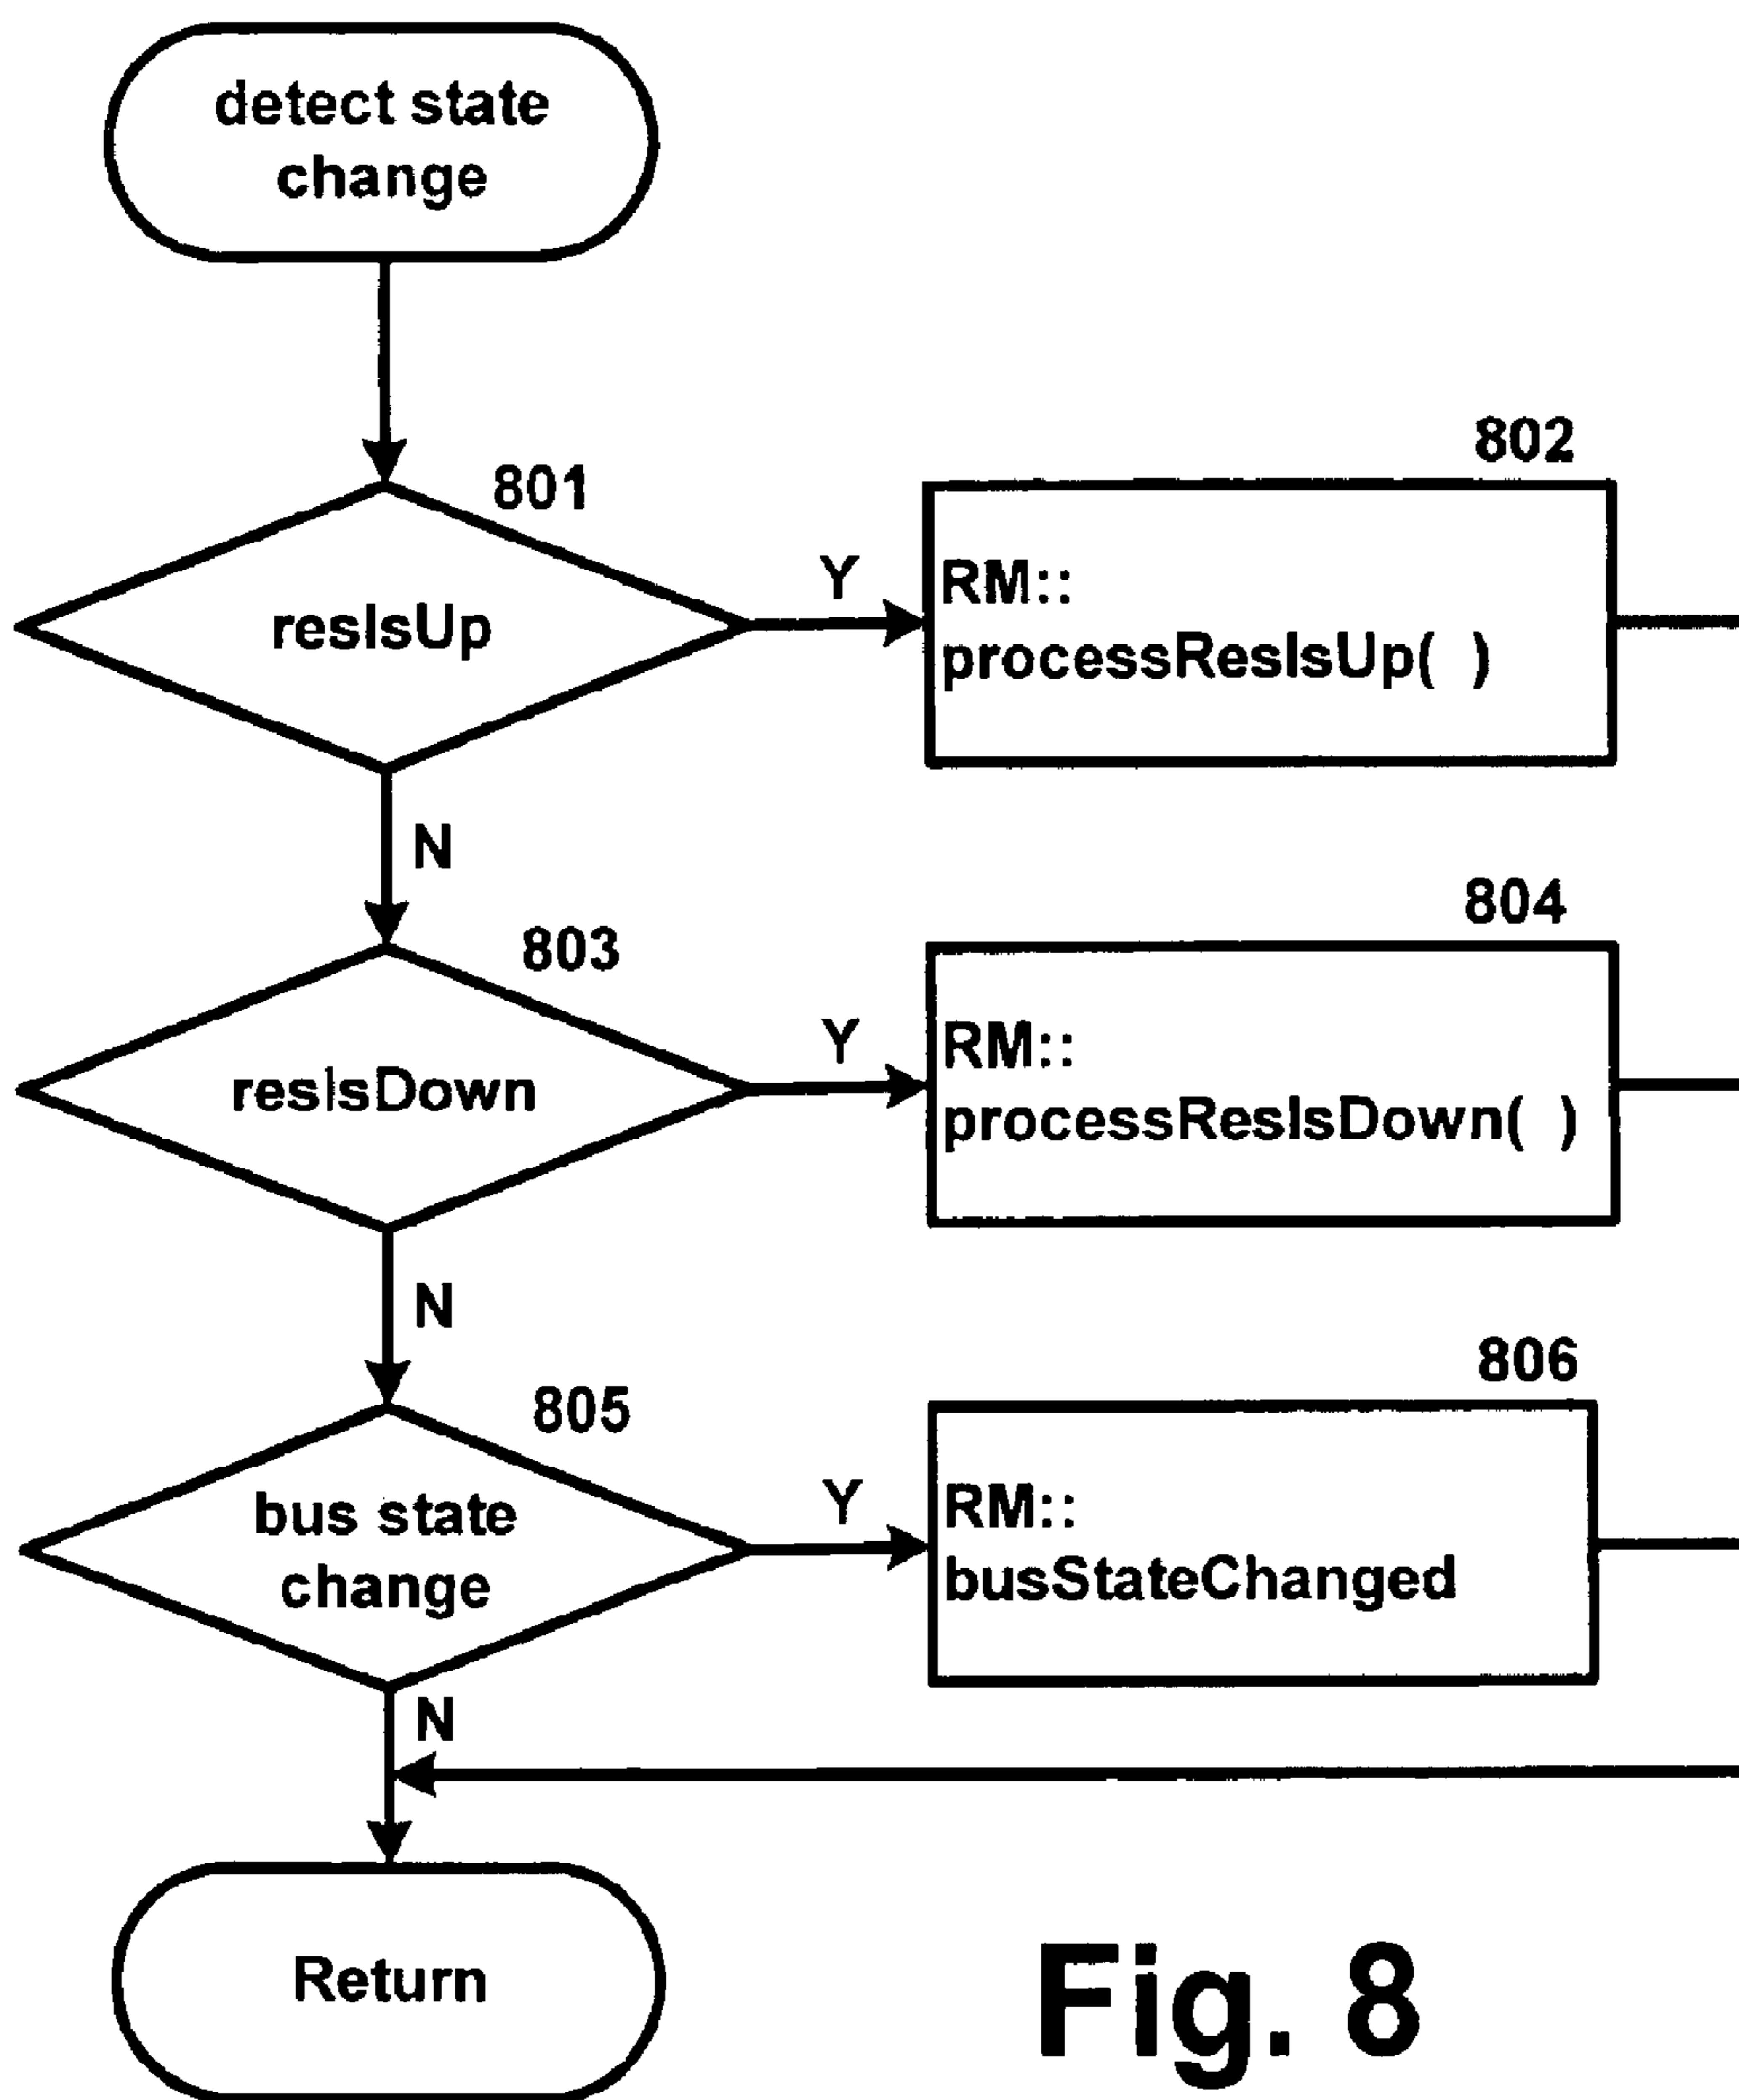 detect state
change
801
802
resIsUp
Y
RM::
processResIsUp( )
N
803
804
resIsDown
Y
RM::
processResIsDown( )
N
805
806
bus state
change
Y
RM::
busStateChanged
N
Return
Fig. 8